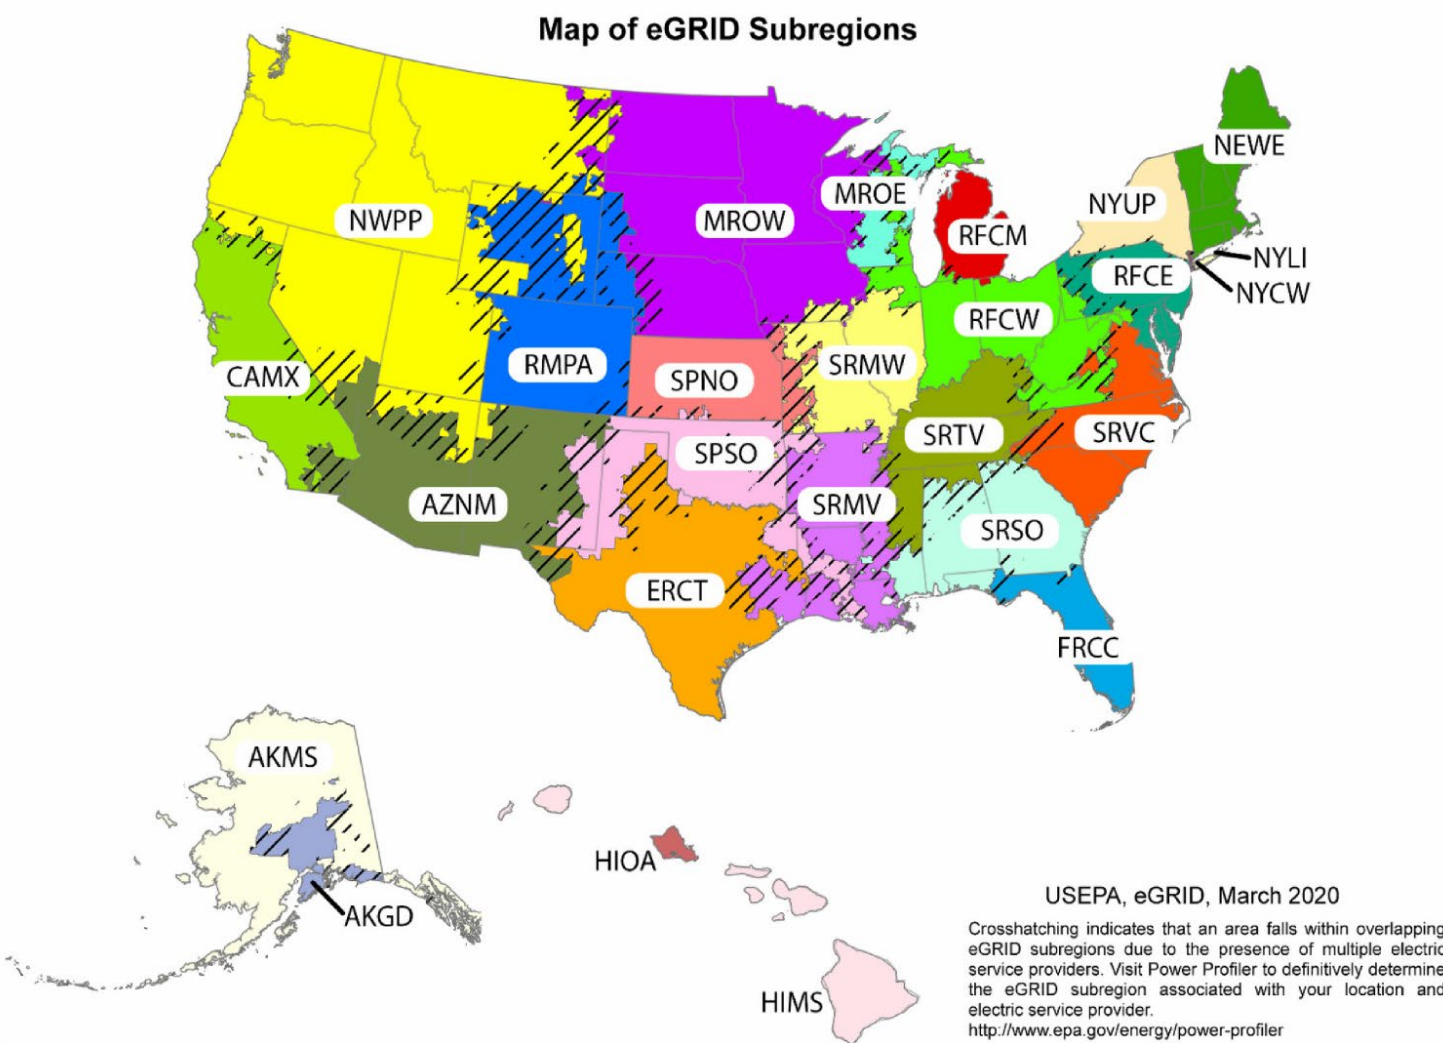 Map of eGRID Subregions
NEWE
MROE
NYUP
NWPP
MROW
RFCM
NYLI
RFCE
NYCW
RFCW
CAMX
RMPA
SPNO
SRMW
SRTV
SRVC
SPSO
AZNM
SRMV
SRSO
ERCT
FRCC
AKMS
HIOA
AKGD
HIMS
USEPA, eGRID, March 2020
Crosshatching indicates that an area falls within overlapping
eGRID subregions due to the presence of multiple electric
service providers. Visit Power Profiler to definitively determine
the eGRID subregion associated with your location and
electric service provider.
http://www.epa.gov/energy/power-profiler